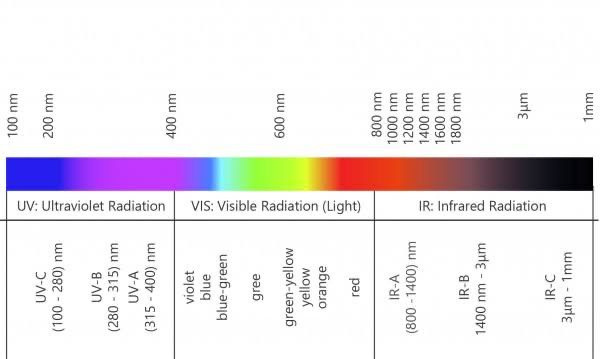 100 nm
200 nm
400 nm
600 nm
800 nm
1000 nm
1200 nm
1400 nm
1600 nm
1800 nm
3µm
1mm
UV: Ultraviolet Radiation
VIS: Visible Radiation (Light)
IR: Infrared Radiation
UV-C
(100 - 280) nm
UV-B
(280 - 315) nm
UV-A
(315 - 400) nm
violet
blue
blue-green
gree
green-yellow
yellow
orange
red
IR-A
(800 -1400) nm
IR-B
1400 nm - 3µm
IR-C
3µm - 1mm